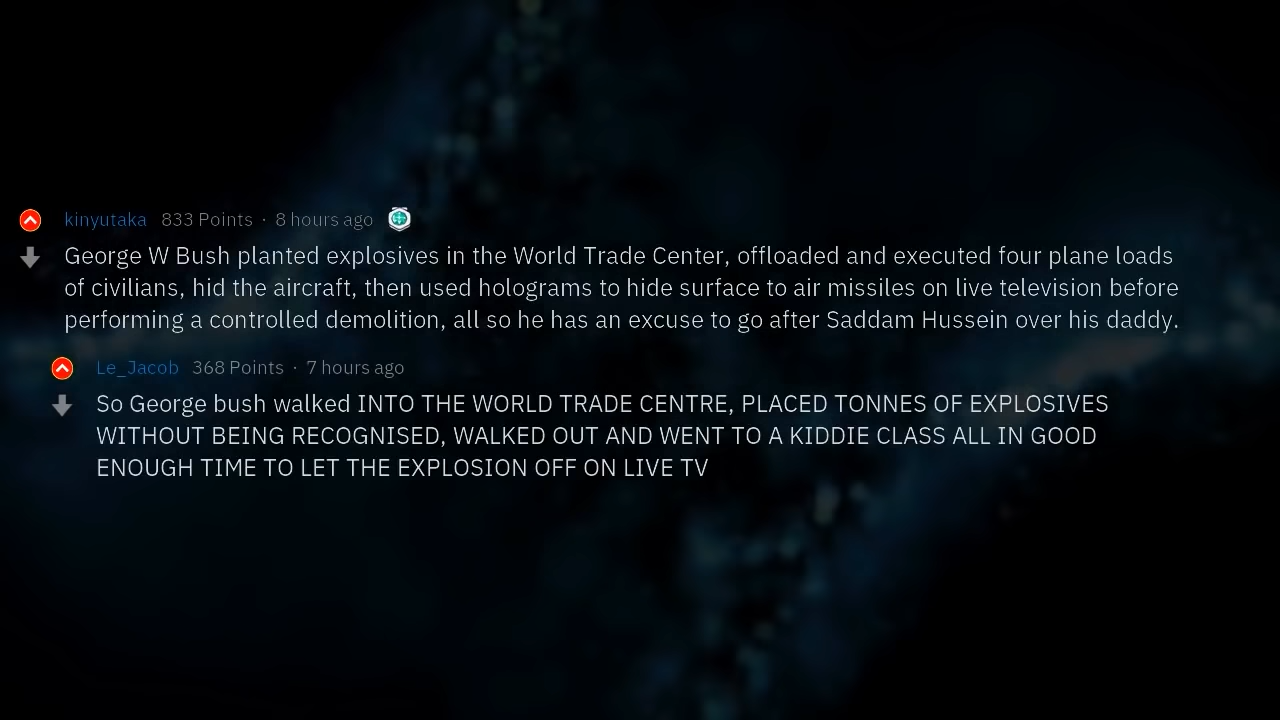 kinyutaka 833 Points · 8 hours ago
George W Bush planted explosives in the World Trade Center, offloaded and executed four plane loads
of civilians, hid the aircraft, then used holograms to hide surface to air missiles on live television before
performing a controlled demolition, all so he has an excuse to go after Saddam Hussein over his daddy.
Le_Jacob 368 Points · 7 hours ago
So George bush walked INTO THE WORLD TRADE CENTRE, PLACED TONNES OF EXPLOSIVES
WITHOUT BEING RECOGNISED, WALKED OUT AND WENT TO A KIDDIE CLASS ALL IN GOOD
ENOUGH TIME TO LET THE EXPLOSION OFF ON LIVE TV